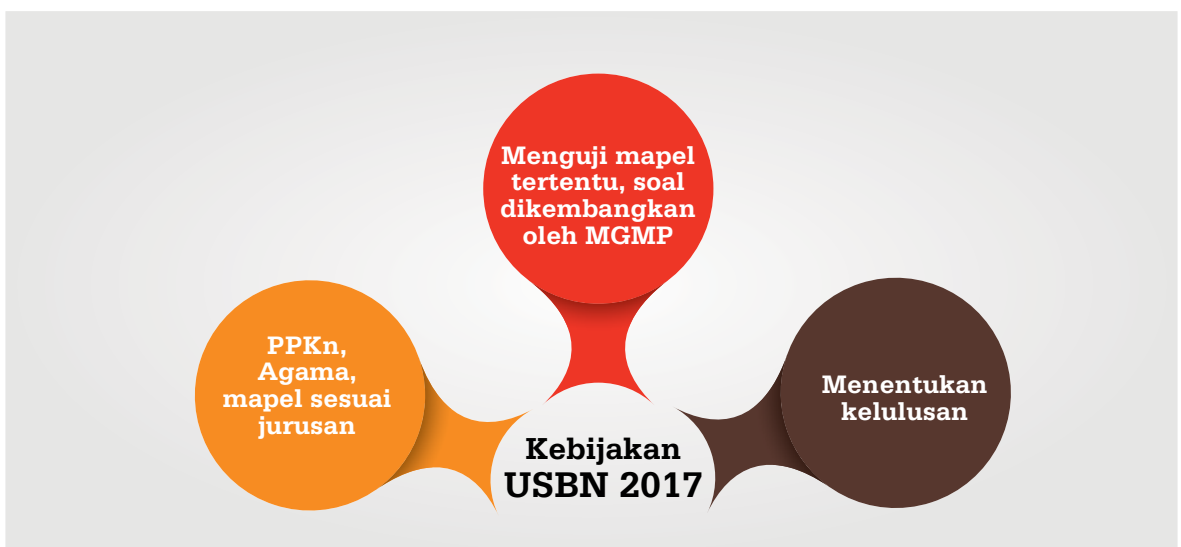 Menguji mapel
tertentu, soal
dikembangkan
oleh MGMP
PPKn,
Agama,
mapel sesuai
jurusan
Menentukan
kelulusan
Kebijakan
USBN 2017